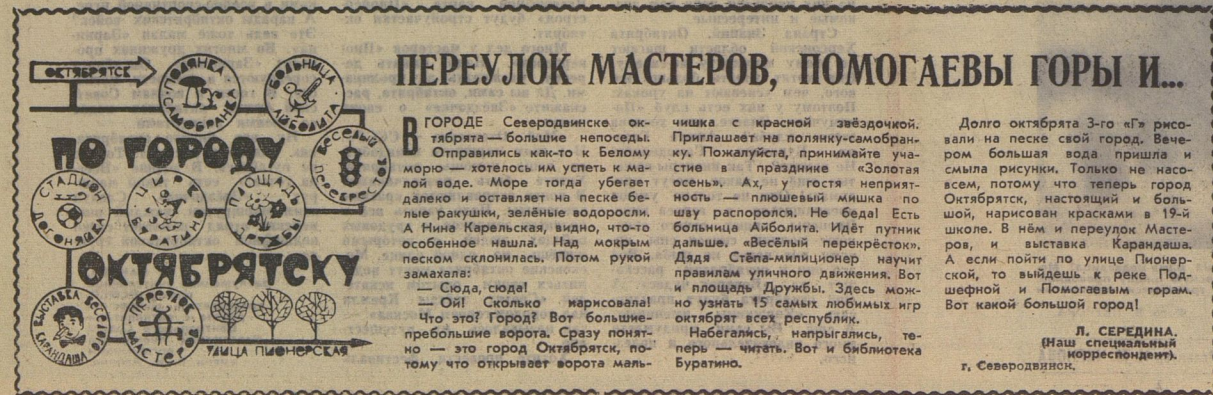 ОКТЯБРЯТСК
ПОЛЯНКА САМОБРАНКА
БОЛЬНИЦА АЙБОЛИТА
ПО ГОРОДУ
ВЕСЁЛЫЙ ПЕРЕКРЕСТОК
СТАДИОН ДОГОНЯЙКА
ЦИРК БУРАТИНО
ПЛОЩАДЬ ДРУЖБЫ
ОКТЯБРЯТСКУ
ВЫСТАВКА ВЕСЕЛОГО КАРАНДАША
ПЕРЕУЛОК МАСТЕРОВ
УЛИЦА ПИОНЕРСКАЯ
ПЕРЕУЛОК МАСТЕРОВ, ПОМОГАЕВЫ ГОРЫ И...
В ГОРОДЕ Северодвинске ок-
тябрята — большие непоседы.
Отправились как-то к Белому
морю — хотелось им успеть к ма-
лой воде. Море тогда убегает
далеко и оставляет на песке бе-
лые ракушки, зелёные водоросли.
А Нина Карельская, видно, что-то
особенное нашла. Над мокрым
песком склонилась. Потом рукой
замахала:
— Сюда, сюда!
— Ой! Сколько нарисовала!
Что это? Город? Вот большие-
пребольшие ворота. Сразу понят-
но — это город Октябрятск, по-
тому что открывает ворота маль-
чишка с красной звёздочкой.
Приглашает на полянку-самобран-
ку. Пожалуйста, принимайте уча-
стие в празднике «Золотая
осень». Ах, у гостя неприят-
ность — плюшевый мишка по
шву распоролся. Не беда! Есть
больница Айболита. Идёт путник
дальше. «Весёлый перекрёсток».
Дядя Стёпа-милиционер научит
правилам уличного движения. Вот
и площадь Дружбы. Здесь мож-
но узнать 15 самых любимых игр
октябрят всех республик.
Набегались, напрыгались, те-
перь — читать. Вот и библиотека
Буратино.
Долго октябрята 3-го «Г» рисо-
вали на песке свой город. Вече-
ром большая вода пришла и
смыла рисунки. Только не насо-
всем, потому что теперь город
Октябрятск, настоящий и боль-
шой, нарисован красками в 19-й
школе. В нём и переулок Масте-
ров, и выставка Карандаша.
А если пойти по улице Пионер-
ской, то выйдешь к реке Под-
шефной и Помогаевым горам.
Вот какой большой город!
Л. СЕРЕДИНА.
(Наш специальный
корреспондент).
г. Северодвинск.